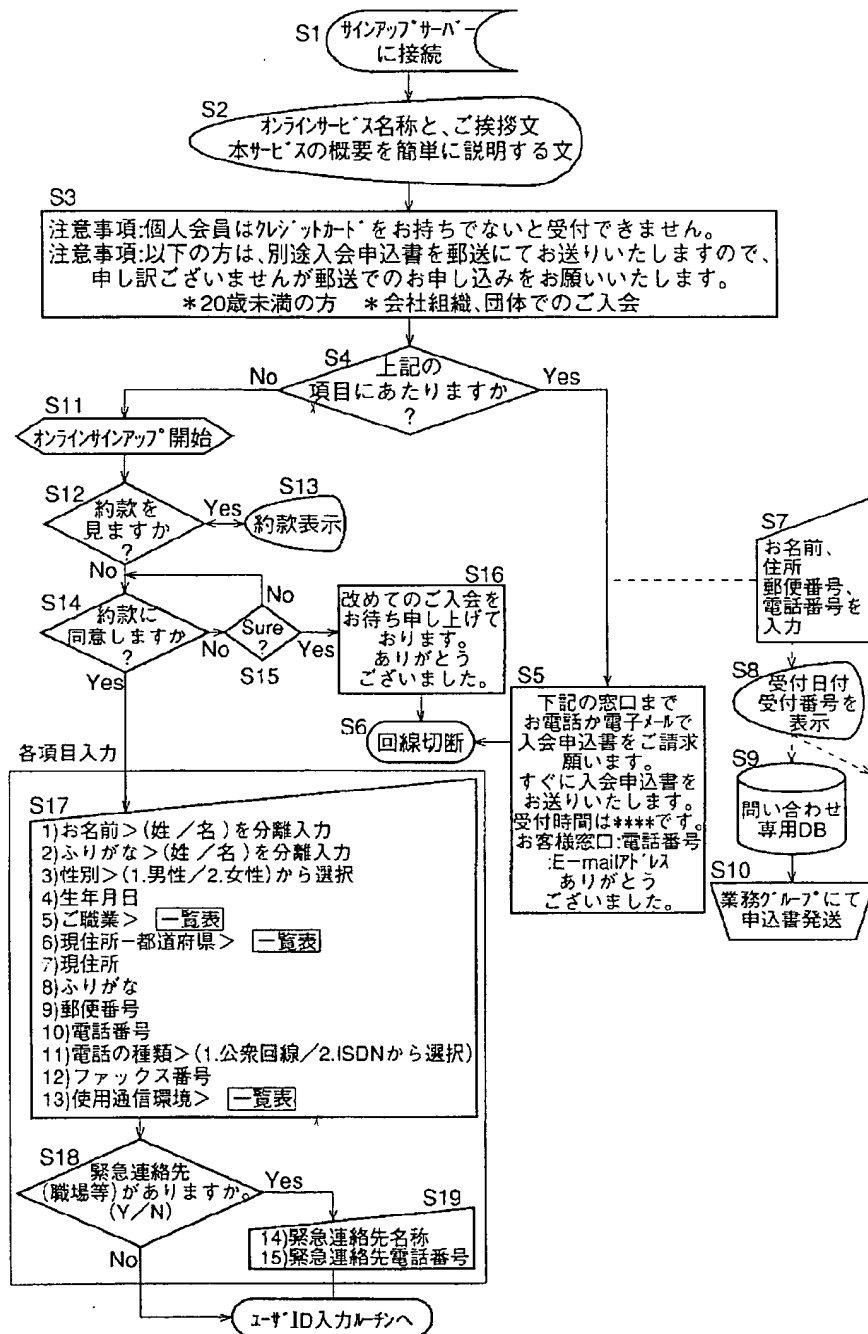 S1
サインアップサーバー
に接続
S2
オンラインサービス名称と、ご挨拶文
本サービスの概要を簡単に説明する文
S3
注意事項:個人会員はクレジットカードをお持ちでないと受付できません。
注意事項:以下の方は、別途入会申込書を郵送にてお送りいたしますので、
申し訳ございませんが郵送でのお申し込みをお願いいたします。
*20歳未満の方 *会社組織、団体でのご入会
S4
上記の
項目にあたりますか
?
No
Yes
S11
オンラインサインアップ開始
S12
約款を
見ますか
?
Yes
S13
約款表示
No
S14
約款に
同意しますか
?
No
Yes
No
Sure
?
S15
Yes
S16
改めてのご入会を
お待ち申し上げて
おります。
ありがとう
ございました。
S6
回線切断
S5
下記の窓口まで
お電話か電子メールで
入会申込書をご請求
願います。
すぐに入会申込書を
お送りいたします。
受付時間は****です。
お客様窓口:電話番号
:E-mailアドレス
ありがとう
ございました。
S7
お名前、
住所
郵便番号、
電話番号を
入力
S8
受付日付
受付番号を
表示
S9
問い合わせ
専用DB
S10
業務グループにて
申込書発送
各項目入力
S17
1)お名前>(姓/名)を分離入力
2)ふりがな>(姓/名)を分離入力
3)性別>(1.男性/2.女性)から選択
4)生年月日
5)ご職業> 一覧表
6)現住所-都道府県> 一覧表
7)現住所
8)ふりがな
9)郵便番号
10)電話番号
11)電話の種類>(1.公衆回線/2.ISDNから選択)
12)ファックス番号
13)使用通信環境> 一覧表
S18
緊急連絡先
(職場等)がありますか。
(Y/N)
Yes
No
S19
14)緊急連絡先名称
15)緊急連絡先電話番号
ユーザID入力ルーチンへ